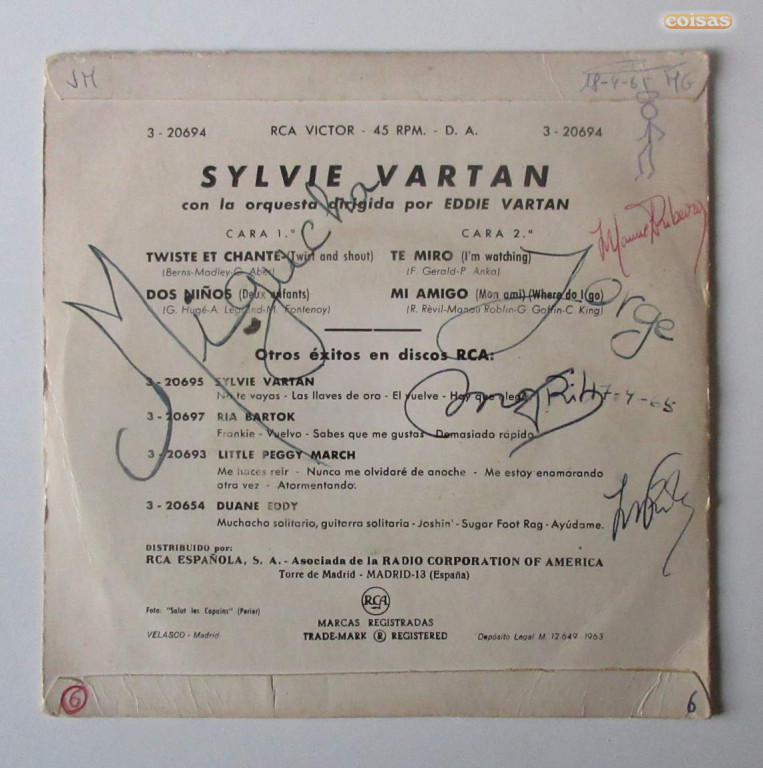 coisas
JM
18-4-65 MG
3 - 20694 RCA VICTOR - 45 RPM. - D. A. 3 - 20694
SYLVIE VARTAN
con la orquesta dirigida por EDDIE VARTAN
CARA 1.ª CARA 2.ª
TWISTE ET CHANTE (Twirt and shout) TE MIRO (I'm watching)
(Berns-Madley-G. Aber) (F. Gerald-P. Anka)
DOS NIÑOS (Deux enfants) MI AMIGO (Mon ami) (Where do I go)
(G. Hugé-A. Legrand-M. Fontenoy) (R. Rèvil-Manou Roblin-G. Goffin-C. King)
Miguicha
Jorge
Otros éxitos en discos RCA:
3 - 20695 SYLVIE VARTAN
No te vayas - Las llaves de oro - El vuelve - Hay que elegir
17-4-65
3 - 20697 RIA BARTOK
Frankie - Vuelvo - Sabes que me gustas - Demasiado rápido
3 - 20693 LITTLE PEGGY MARCH
Me haces reir - Nunca me olvidaré de anoche - Me estoy enamorando
otra vez - Atormentando.
3 - 20654 DUANE EDDY
Muchacho solitario, guitarra solitaria - Joshin' - Sugar Foot Rag - Ayúdame.
DISTRIBUIDO por:
RCA ESPAÑOLA, S. A. - Asociada de la RADIO CORPORATION OF AMERICA
Torre de Madrid - MADRID-13 (España)
RCA
Foto: "Salut les Copains" (Perier)
MARCAS REGISTRADAS
VELASCO - Madrid TRADE-MARK ® REGISTERED Depósito Legal M. 12.649 - 1963
6 6